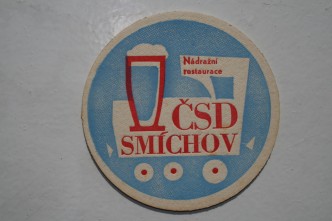 Nádražní
restaurace
ČSD
SMÍCHOV